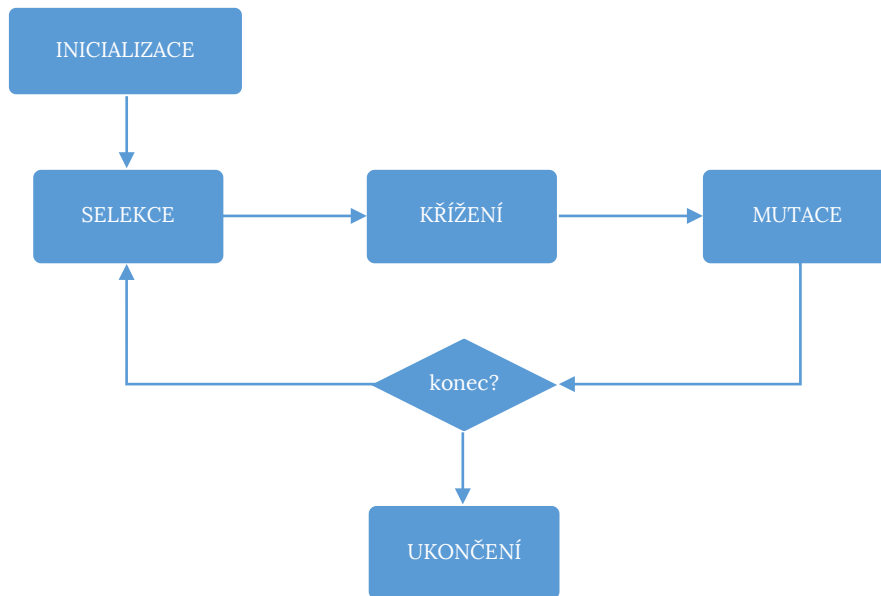 INICIALIZACE
SELEKCE
KŘÍŽENÍ
MUTACE
konec?
UKONČENÍ